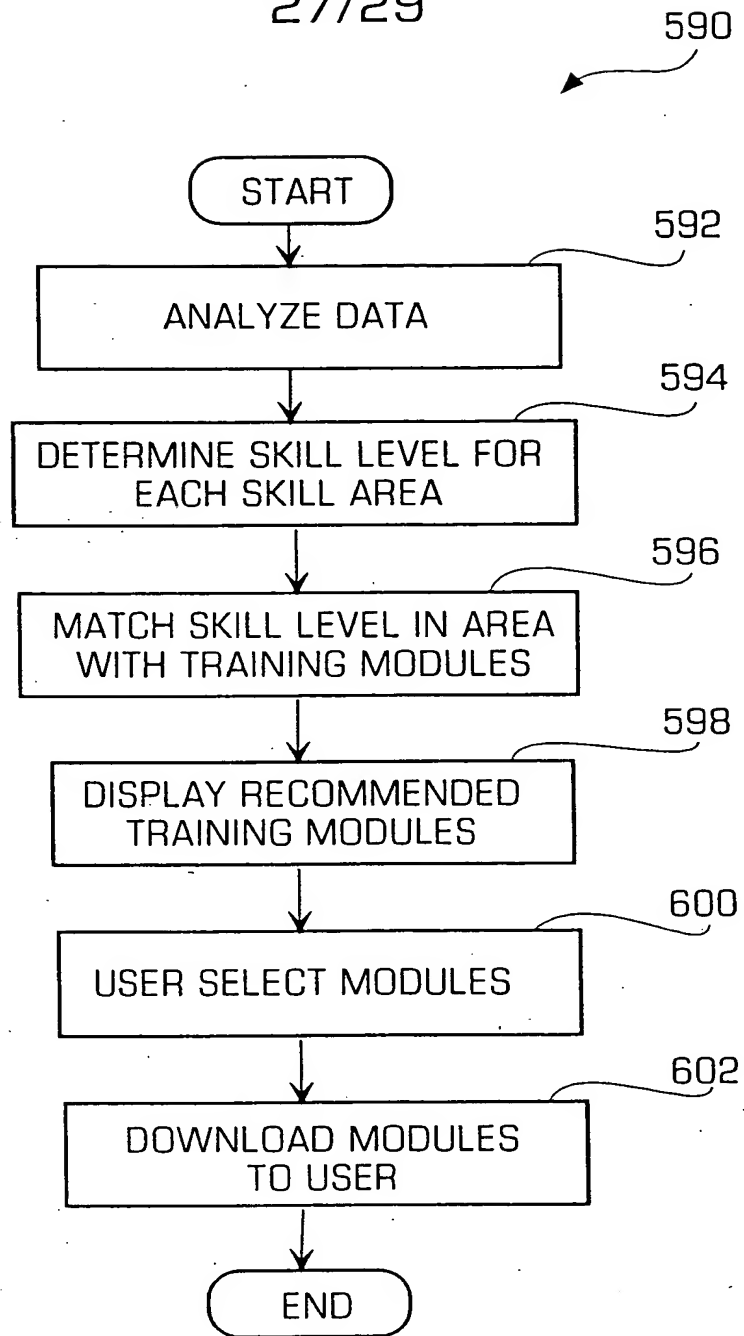 27/29
590
START
592
ANALYZE DATA
594
DETERMINE SKILL LEVEL FOR
EACH SKILL AREA
596
MATCH SKILL LEVEL IN AREA
WITH TRAINING MODULES
598
DISPLAY RECOMMENDED
TRAINING MODULES
600
USER SELECT MODULES
602
DOWNLOAD MODULES
TO USER
END